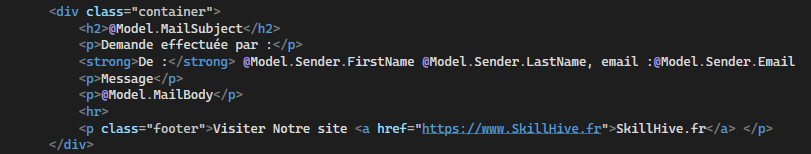 <div class="container">
<h2>@Model.MailSubject</h2>
<p>Demande effectuée par :</p>
<strong>De :</strong> @Model.Sender.FirstName @Model.Sender.LastName, email :@Model.Sender.Email
<p>Message</p>
<p>@Model.MailBody</p>
<hr>
<p class="footer">Visiter Notre site <a href="https://www.SkillHive.fr">SkillHive.fr</a> </p>
</div>